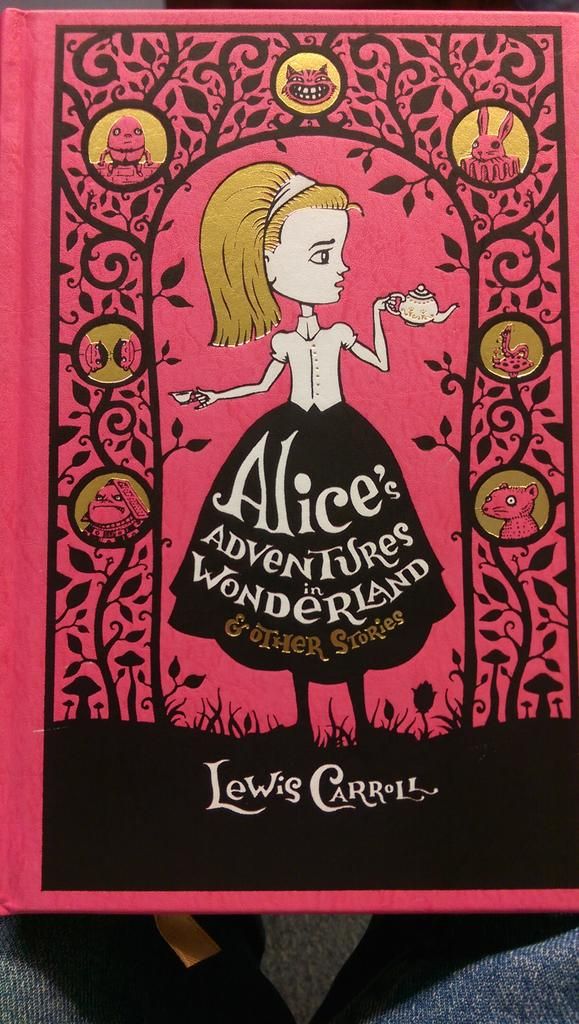 Alice's
ADVENTURES
in
WONDERLAND
& OTHER STORIES
LEWIS CARROLL